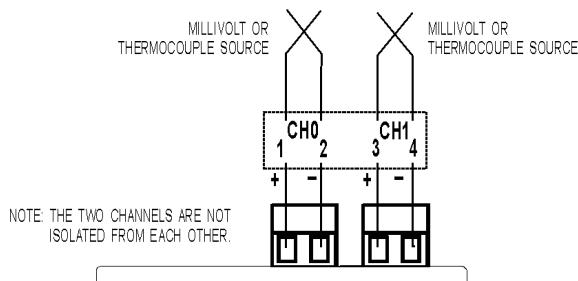 MILLIVOLT OR
THERMOCOUPLE SOURCE
MILLIVOLT OR
THERMOCOUPLE SOURCE
CH0
1 2
CH1
3 4
+ − + −
NOTE: THE TWO CHANNELS ARE NOT
ISOLATED FROM EACH OTHER.